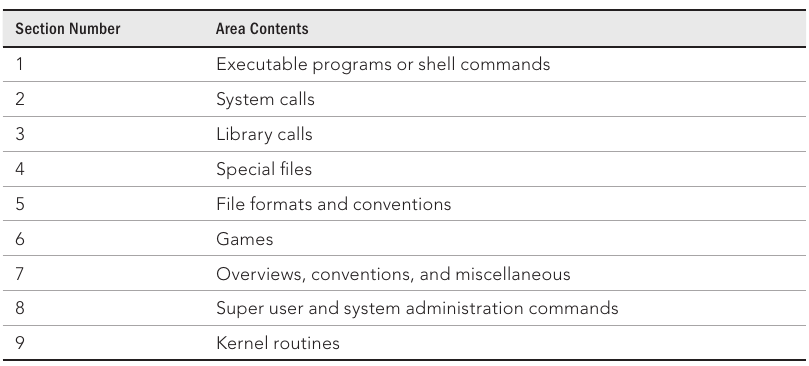 Section Number Area Contents
1 Executable programs or shell commands
2 System calls
3 Library calls
4 Special files
5 File formats and conventions
6 Games
7 Overviews, conventions, and miscellaneous
8 Super user and system administration commands
9 Kernel routines